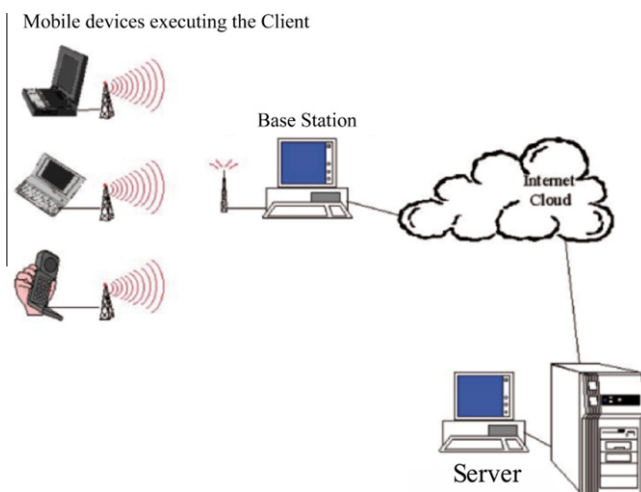 Mobile devices executing the Client
Base Station
Internet
Cloud
Server